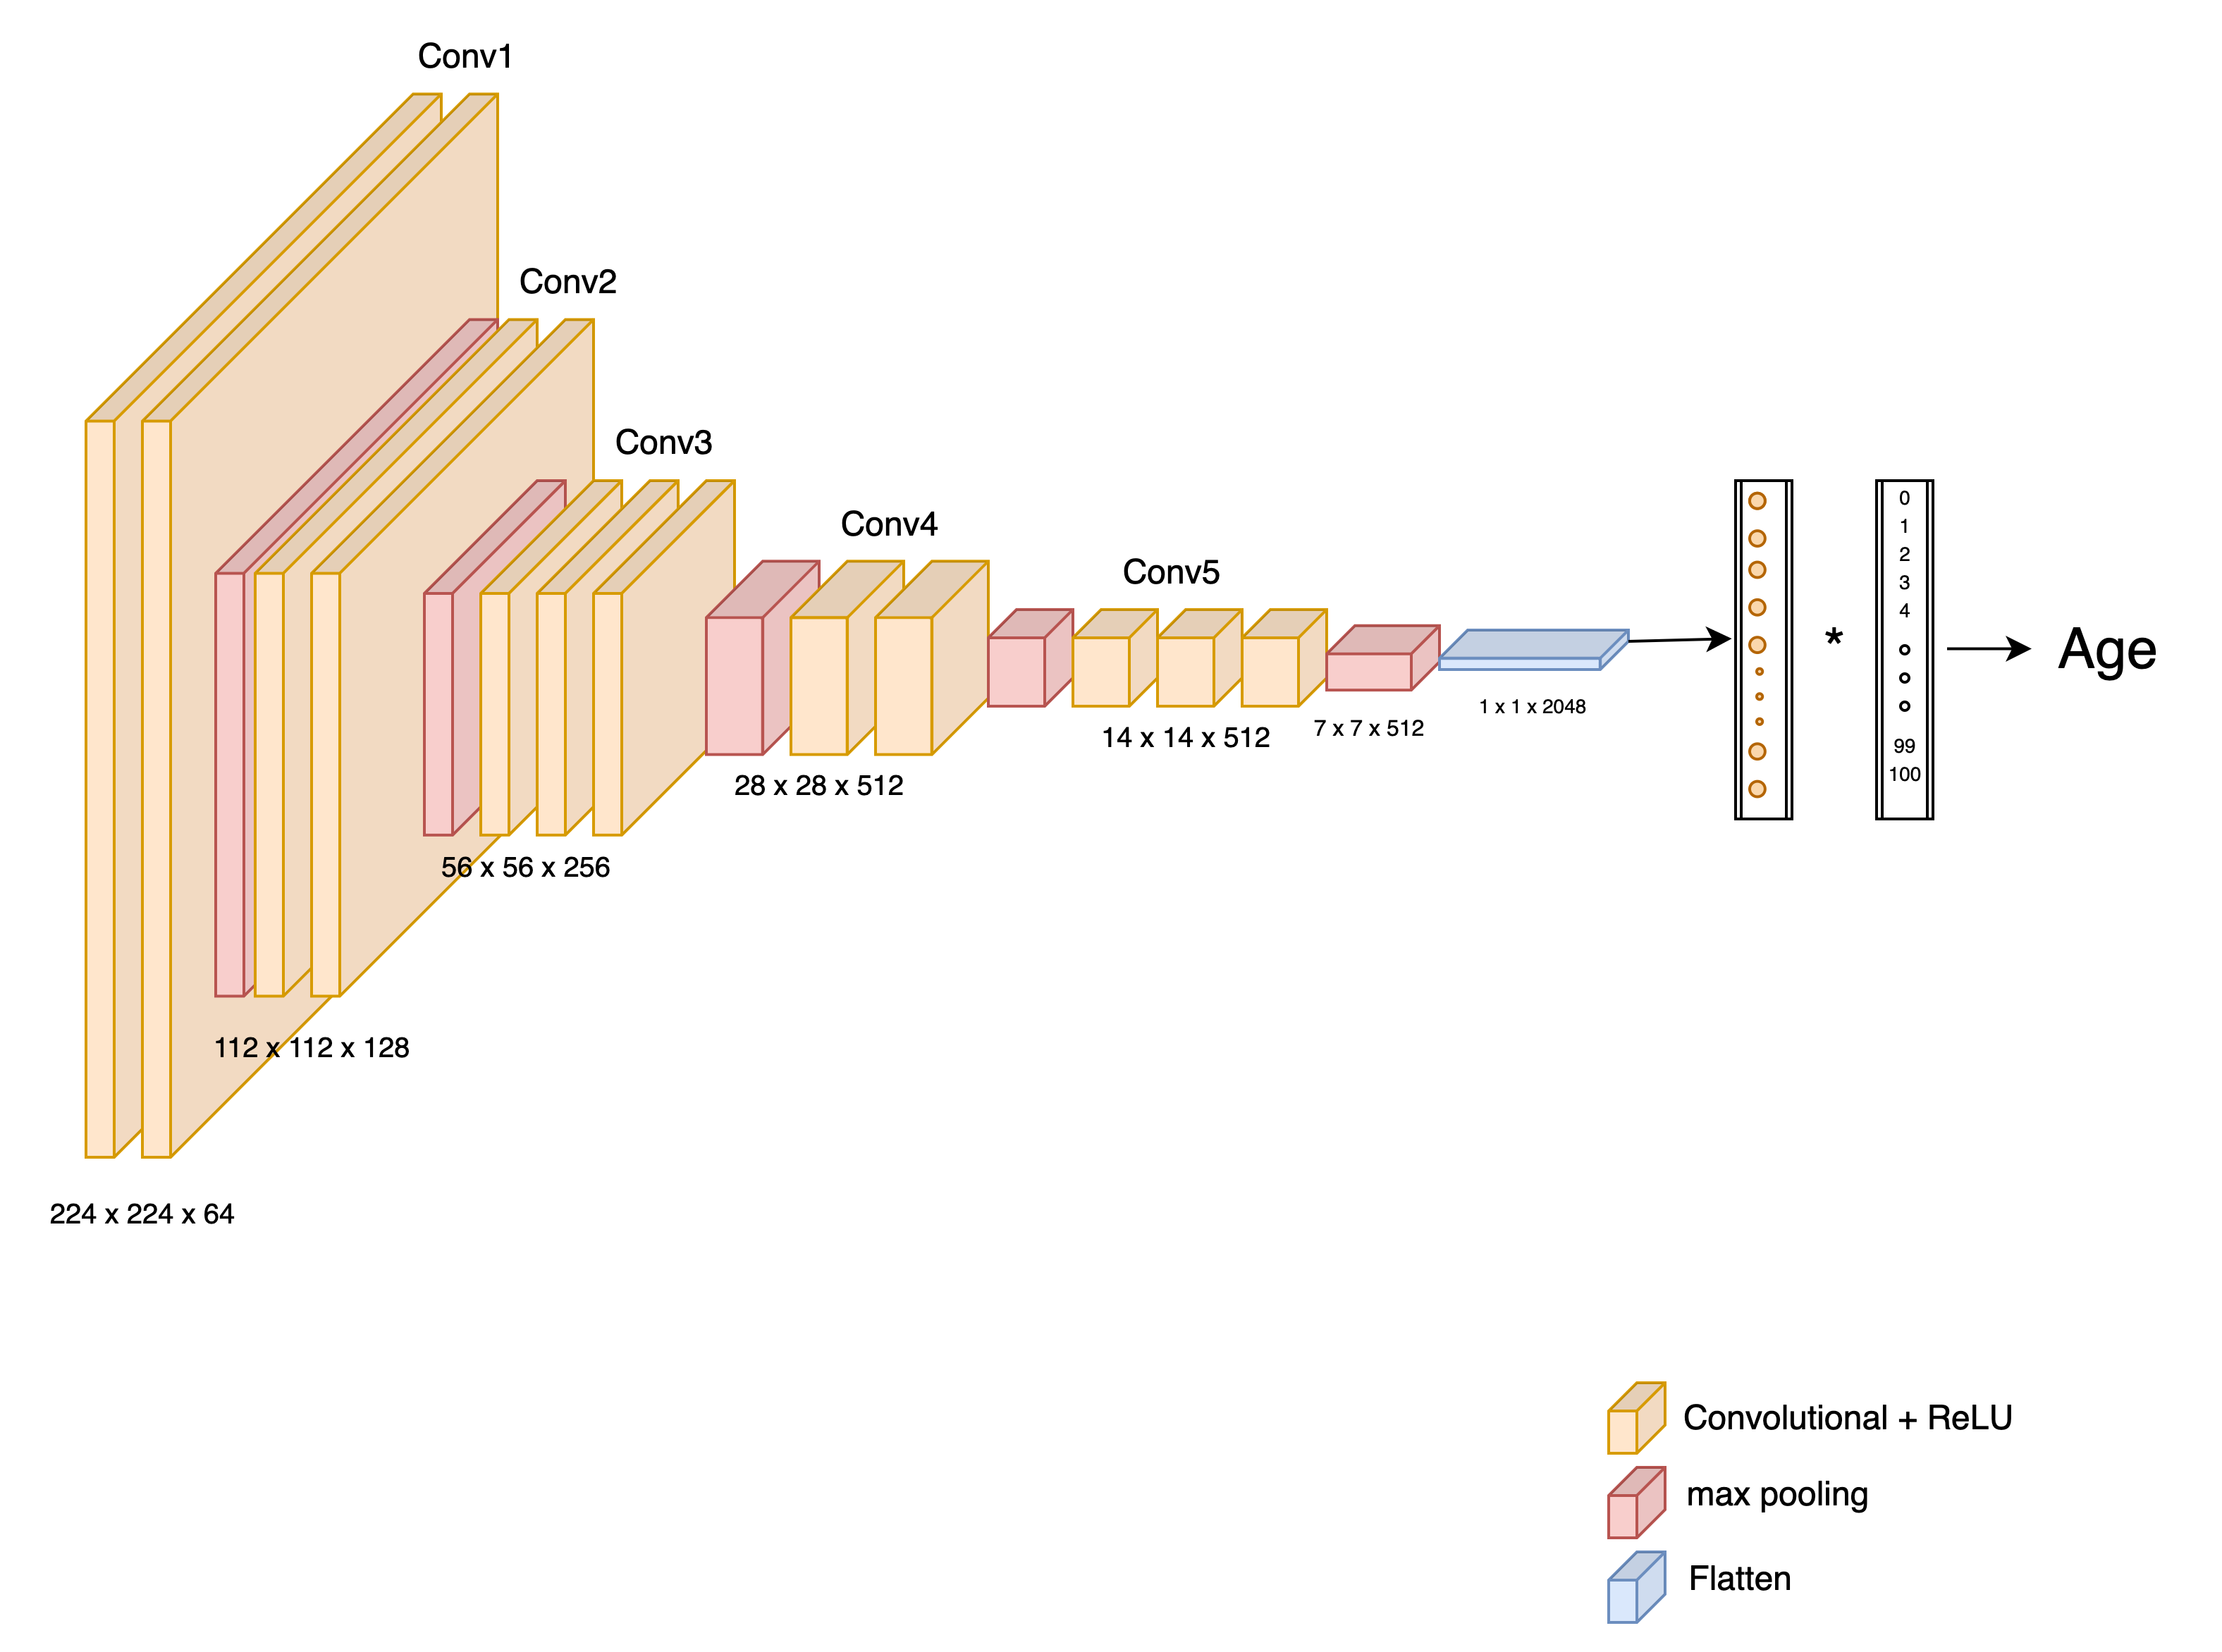 Conv1
Conv2
Conv3
Conv4
Conv5
224 x 224 x 64
112 x 112 x 128
56 x 56 x 256
28 x 28 x 512
14 x 14 x 512
7 x 7 x 512
1 x 1 x 2048
*
0
1
2
3
4
99
100
Age
Convolutional + ReLU
max pooling
Flatten